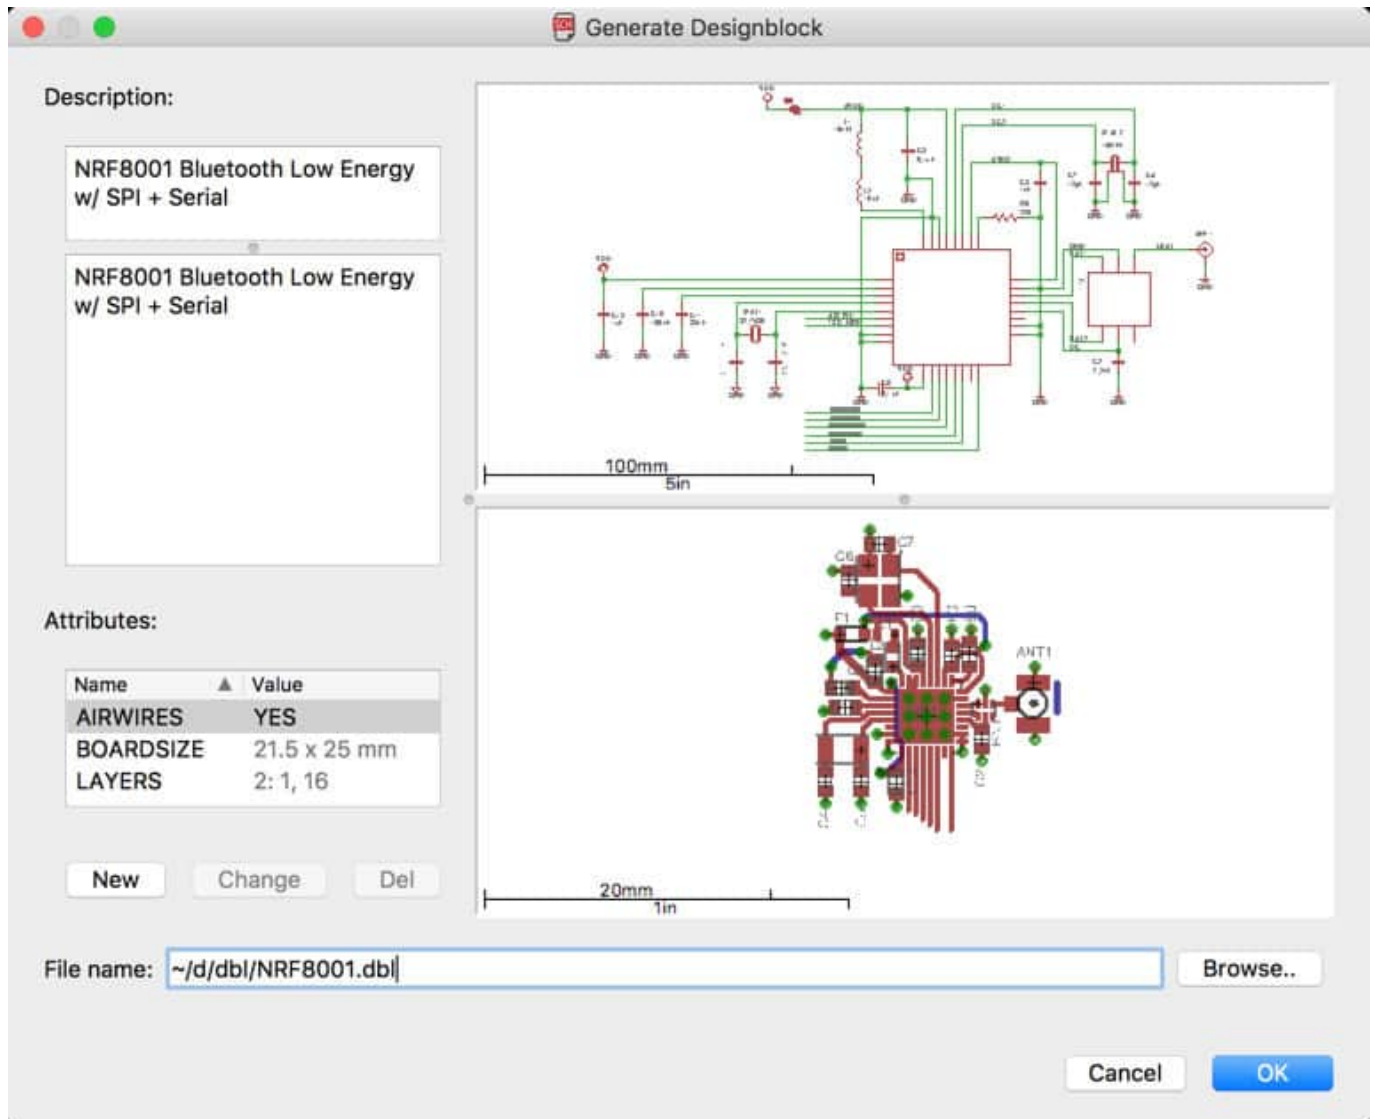 Generate Designblock
Description:
NRF8001 Bluetooth Low Energy
w/ SPI + Serial
NRF8001 Bluetooth Low Energy
w/ SPI + Serial
100mm
5in
Attributes:
Name Value
AIRWIRES YES
BOARDSIZE 21.5 x 25 mm
LAYERS 2: 1, 16
New Change Del
C7
C6
ANT1
20mm
1in
File name: ~/d/dbl/NRF8001.dbl Browse..
Cancel OK